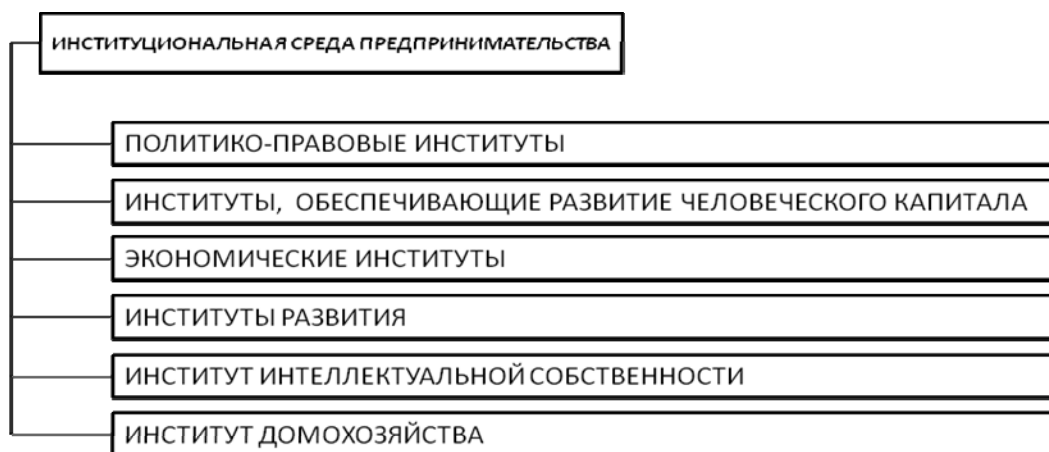 ИНСТИТУЦИОНАЛЬНАЯ СРЕДА ПРЕДПРИНИМАТЕЛЬСТВА
ПОЛИТИКО-ПРАВОВЫЕ ИНСТИТУТЫ
ИНСТИТУТЫ, ОБЕСПЕЧИВАЮЩИЕ РАЗВИТИЕ ЧЕЛОВЕЧЕСКОГО КАПИТАЛА
ЭКОНОМИЧЕСКИЕ ИНСТИТУТЫ
ИНСТИТУТЫ РАЗВИТИЯ
ИНСТИТУТ ИНТЕЛЛЕКТУАЛЬНОЙ СОБСТВЕННОСТИ
ИНСТИТУТ ДОМОХОЗЯЙСТВА